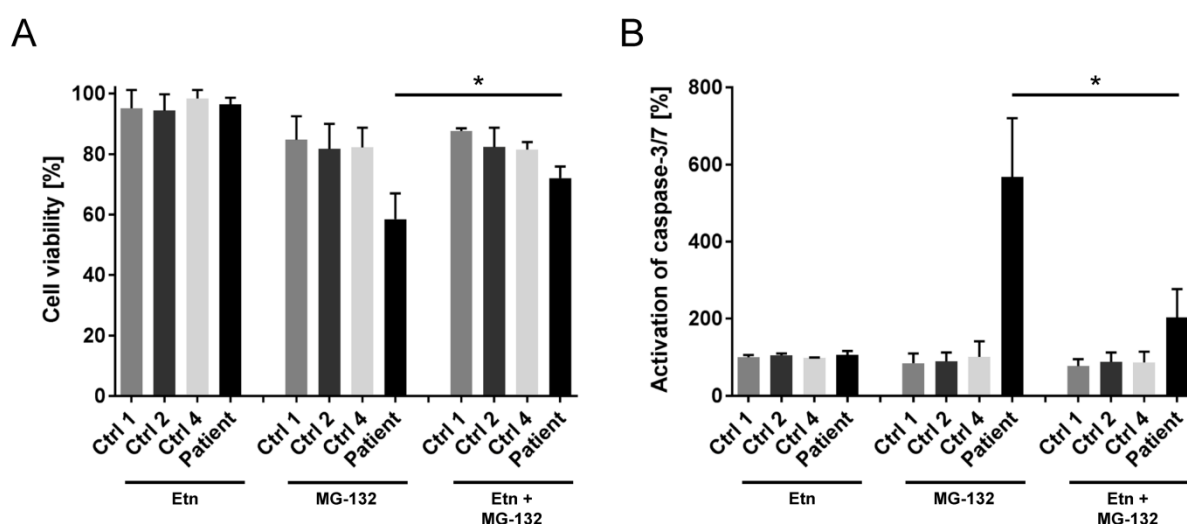 A
Cell viability [%]
100
80
60
40
20
0
*
Ctrl 1
Ctrl 2
Ctrl 4
Patient
Ctrl 1
Ctrl 2
Ctrl 4
Patient
Ctrl 1
Ctrl 2
Ctrl 4
Patient
Etn
MG-132
Etn +
MG-132
B
Activation of caspase-3/7 [%]
800
600
400
200
0
*
Ctrl 1
Ctrl 2
Ctrl 4
Patient
Ctrl 1
Ctrl 2
Ctrl 4
Patient
Ctrl 1
Ctrl 2
Ctrl 4
Patient
Etn
MG-132
Etn +
MG-132